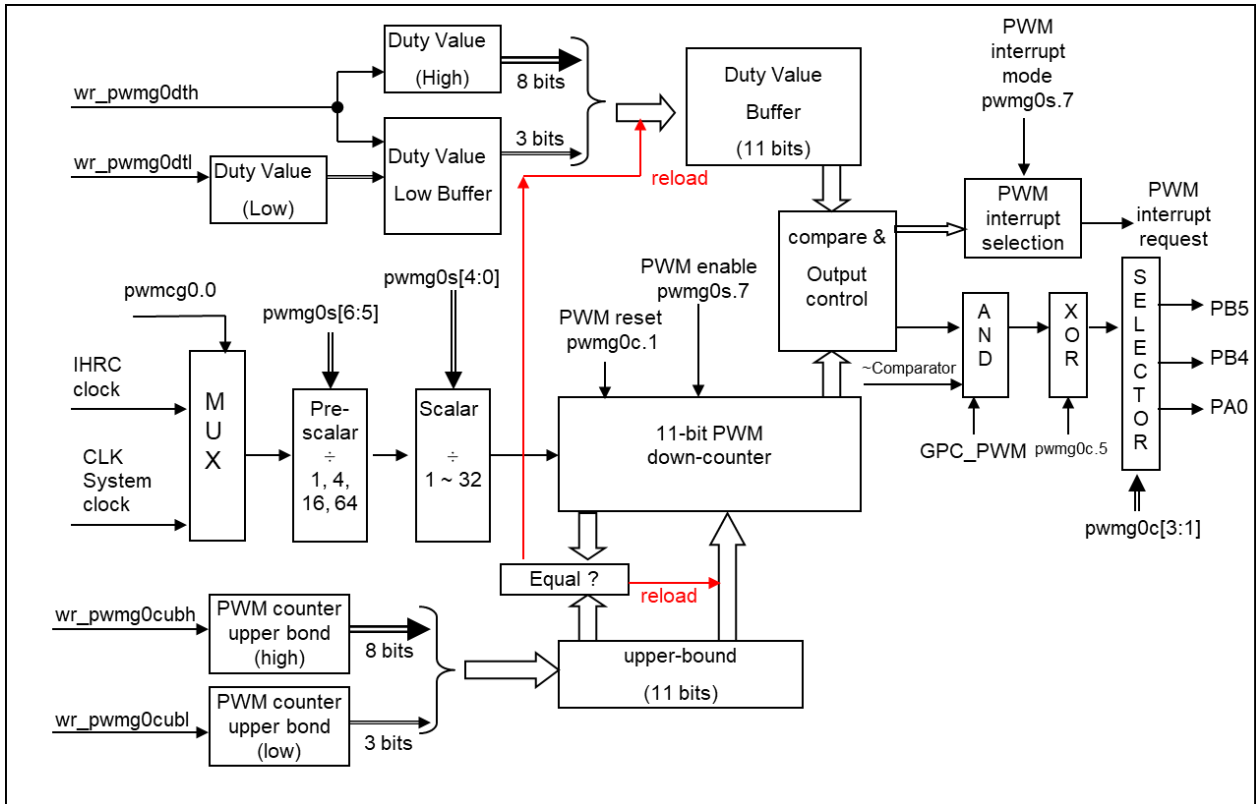 wr_pwmg0dth
Duty Value
(High)
8 bits
wr_pwmg0dtl
Duty Value
(Low)
Duty Value
Low Buffer
3 bits
reload
Duty Value
Buffer
(11 bits)
PWM
interrupt
mode
pwmg0s.7
PWM
interrupt
selection
PWM
interrupt
request
compare &
Output
control
pwmcg0.0
IHRC
clock
CLK
System
clock
M
U
X
pwmg0s[6:5]
Pre-
scalar
÷
1, 4,
16, 64
pwmg0s[4:0]
Scalar
÷
1 ~ 32
PWM reset
pwmg0c.1
PWM enable
pwmg0s.7
11-bit PWM
down-counter
~Comparator
A
N
D
GPC_PWM
X
O
R
pwmg0c.5
S
E
L
E
C
T
O
R
PB5
PB4
PA0
pwmg0c[3:1]
Equal ?
reload
wr_pwmg0cubh
PWM counter
upper bond
(high)
8 bits
wr_pwmg0cubl
PWM counter
upper bond
(low)
3 bits
upper-bound
(11 bits)